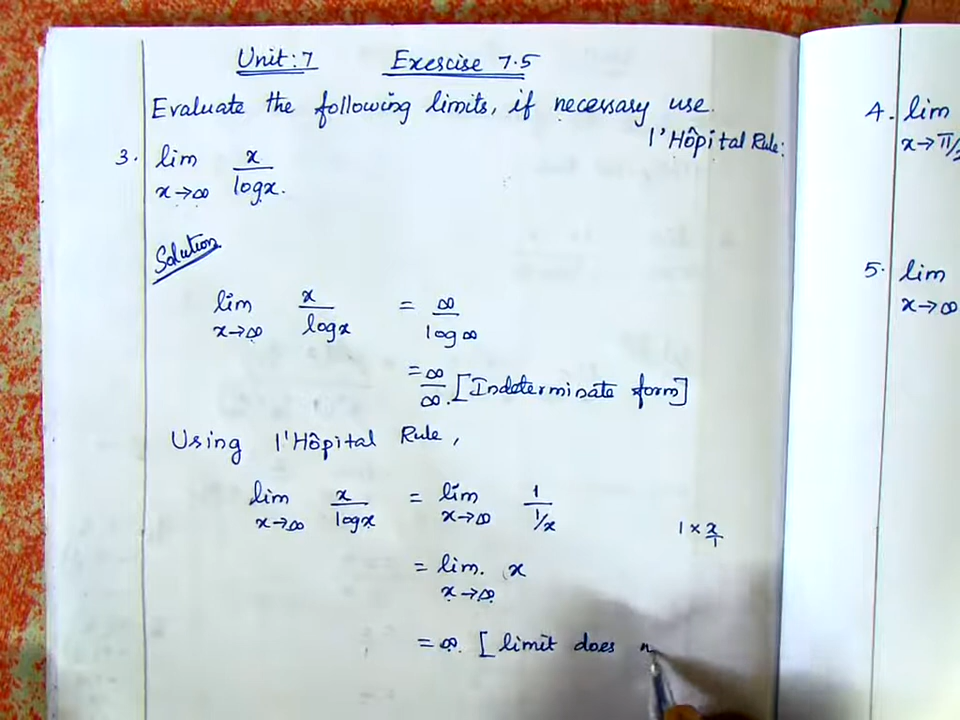 Unit:7 Exescise 7.5
Evaluate the following limits, if necessary use
l'Hôpital Rule:
3. lim x→∞ x/logx.
Solution
lim x→∞ x/logx = ∞/log∞
= ∞/∞. [Indeterminate form]
Using l'Hôpital Rule,
lim x→∞ x/logx = lim x→∞ 1/(1/x)
1 × x/1
= lim. x→∞ x
= ∞. [limit does n
4. lim
x→π/2
5. lim
x→∞